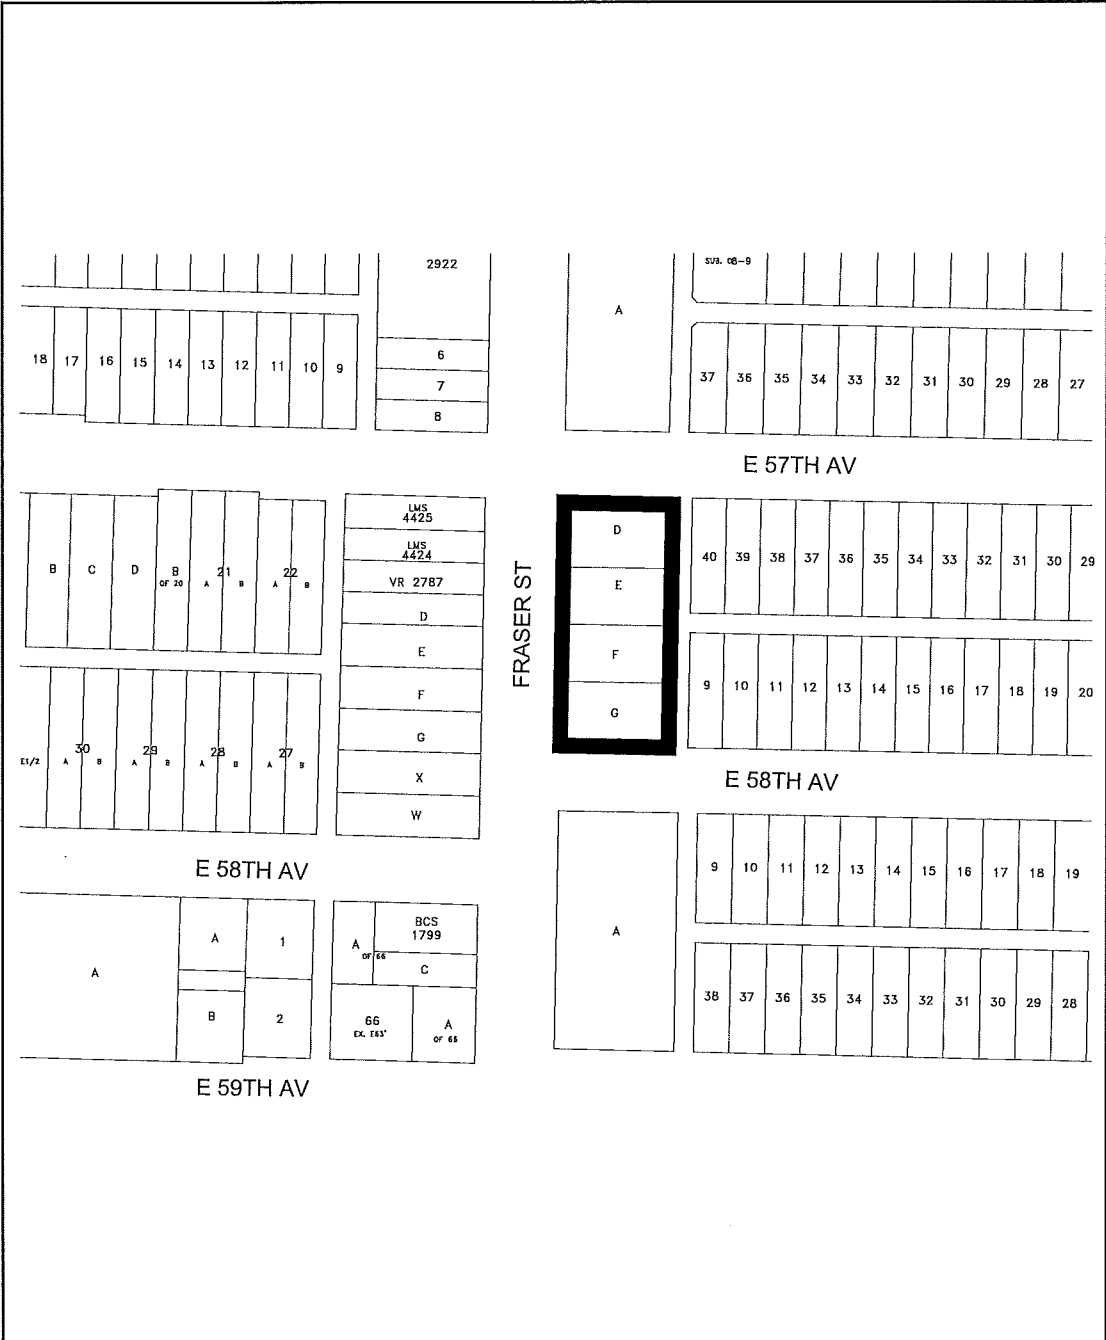 2922
A
SUB. CB-9
6
7
8
18 17 16 15 14 13 12 11 10 9
37 36 35 34 33 32 31 30 29 28 27
E 57TH AV
LMS
4425
LMS
4424
VR 2787
D
E
F
G
X
W
B C D B
OF 20
21
A B
22
A B
FRASER ST
D
E
F
G
40 39 38 37 36 35 34 33 32 31 30 29
9 10 11 12 13 14 15 16 17 18 19 20
E1/2
30
A B
29
A B
28
A B
27
A B
E 58TH AV
E 58TH AV
9 10 11 12 13 14 15 16 17 18 19
A
A
B
1
2
A
OF 66
BCS
1799
C
66
EX. E63'
A
OF 66
A
38 37 36 35 34 33 32 31 30 29 28
E 59TH AV